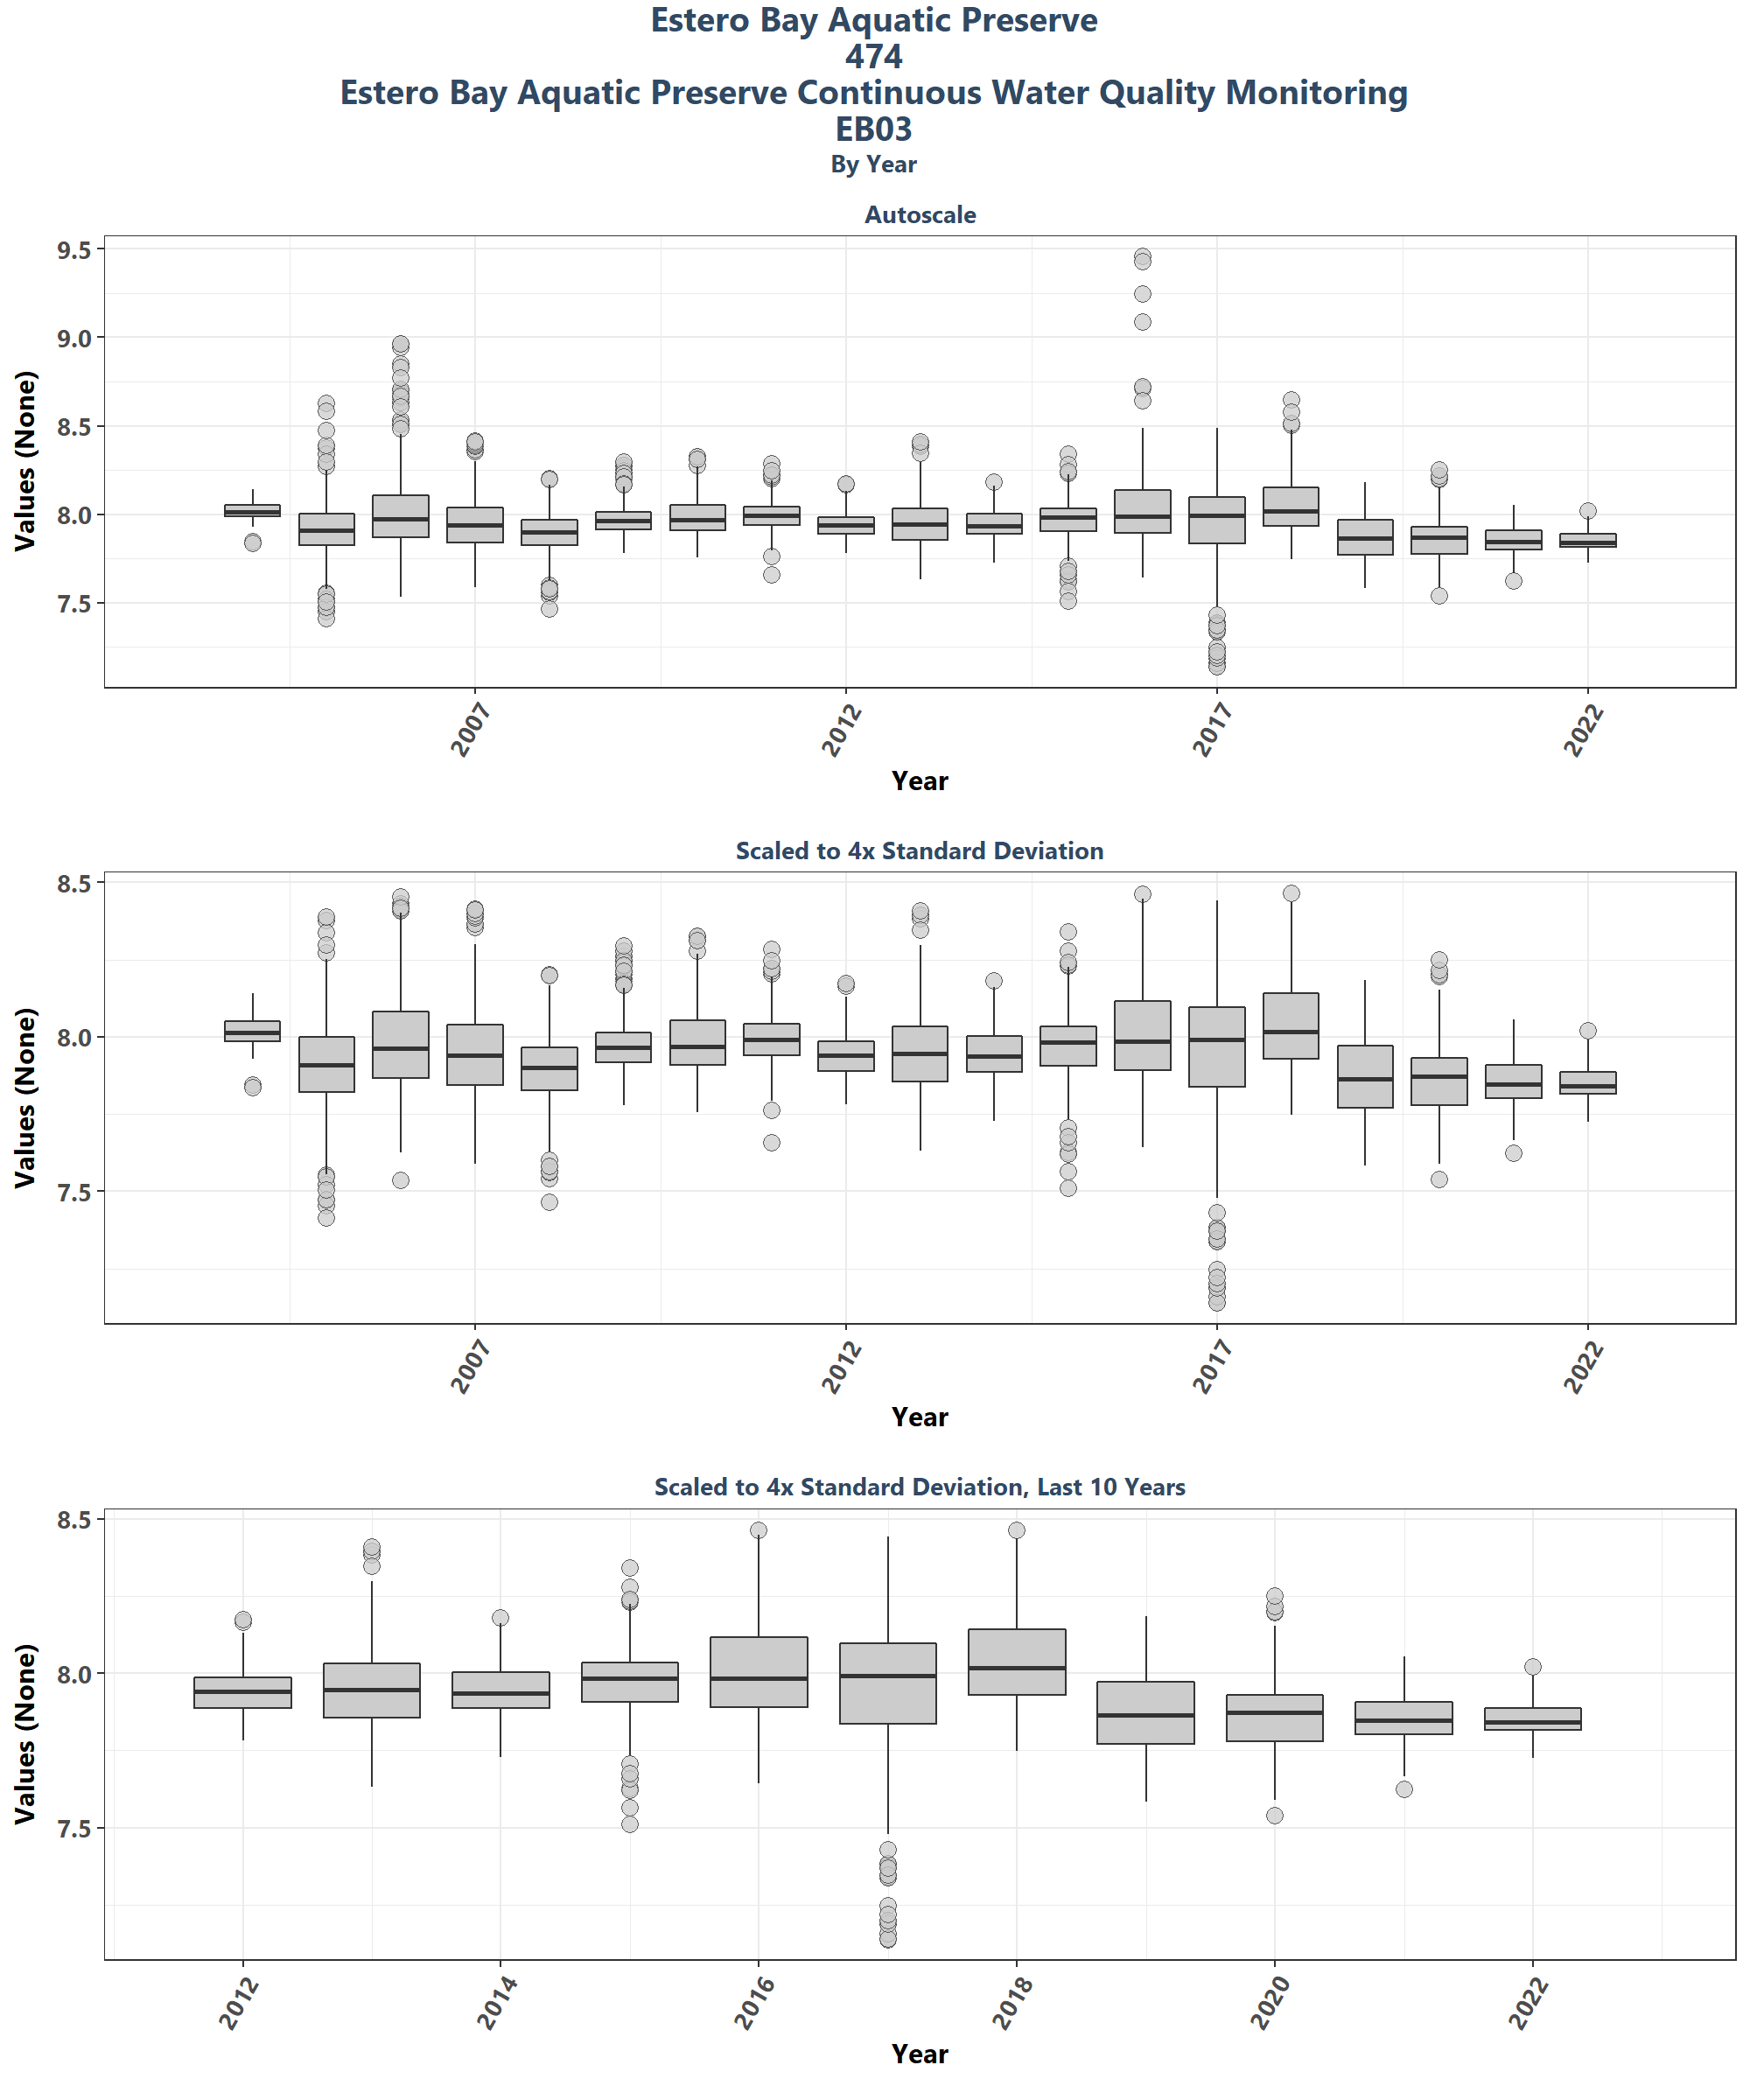 Estero Bay Aquatic Preserve
474
Estero Bay Aquatic Preserve Continuous Water Quality Monitoring
EB03
By Year
Autoscale
Values (None)
9.5
9.0
8.5
8.0
7.5
2007
2012
2017
2022
Year
Scaled to 4x Standard Deviation
Values (None)
8.5
8.0
7.5
2007
2012
2017
2022
Year
Scaled to 4x Standard Deviation, Last 10 Years
Values (None)
8.5
8.0
7.5
2012
2014
2016
2018
2020
2022
Year